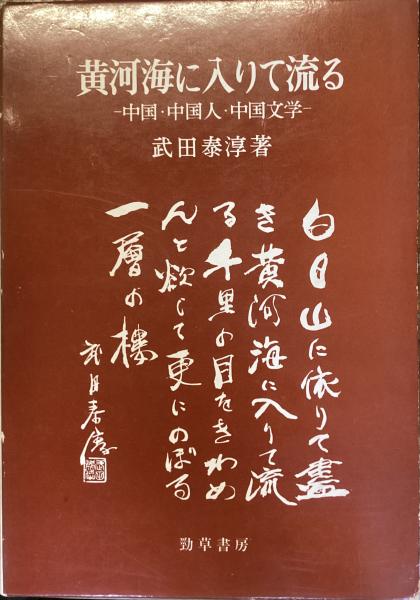 黄河海に入りて流る
-中国・中国人・中国文学-
武田泰淳著
白日山に依りて盡
き黄河海に入りて流
る千里の目をきわめ
んと欲して更にのぼる
一層の樓
武田泰淳
勁草書房